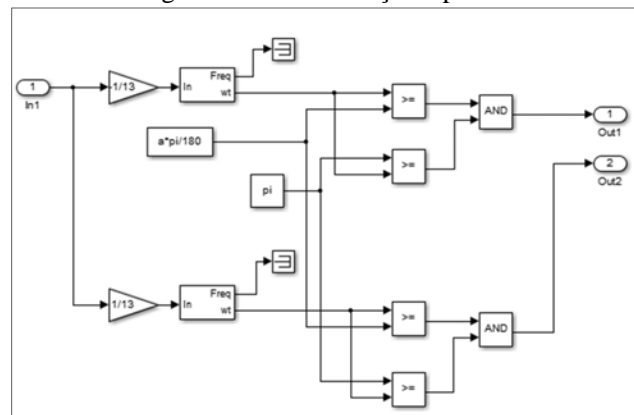 1
In1
-1/13
In
Freq
wt
a*pi/180
pi
>=
>=
AND
1
Out1
2
Out2
1/13
In
Freq
wt
>=
>=
AND